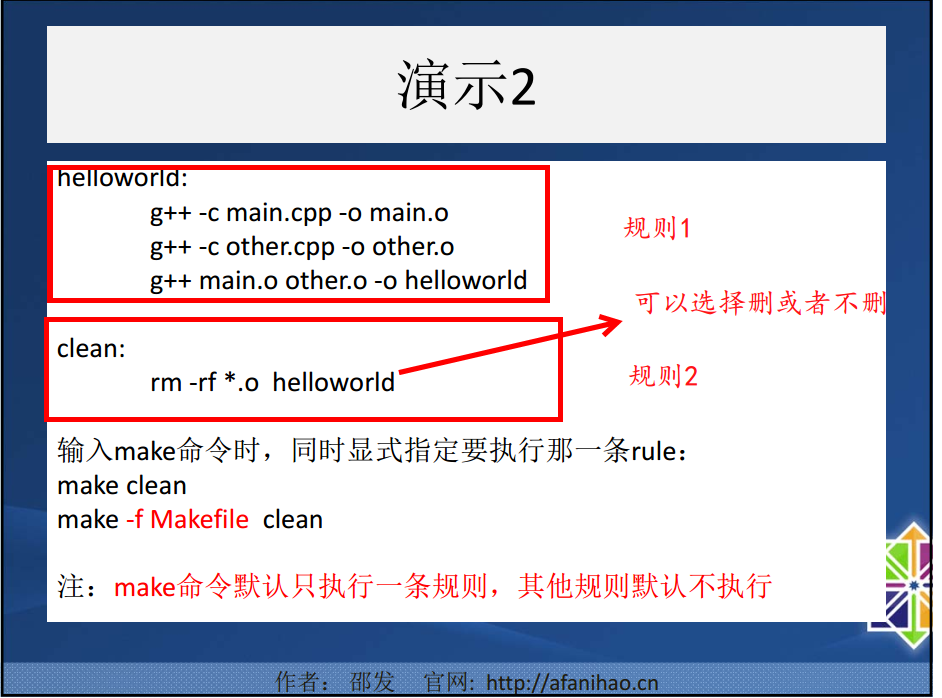 演示2
helloworld:
g++ -c main.cpp -o main.o
g++ -c other.cpp -o other.o
g++ main.o other.o -o helloworld
规则1
可以选择删或者不删
clean:
rm -rf *.o helloworld
规则2
输入make命令时，同时显式指定要执行那一条rule：
make clean
make -f Makefile clean
注：make命令默认只执行一条规则，其他规则默认不执行
作者： 邵发 官网: http://afanihao.cn